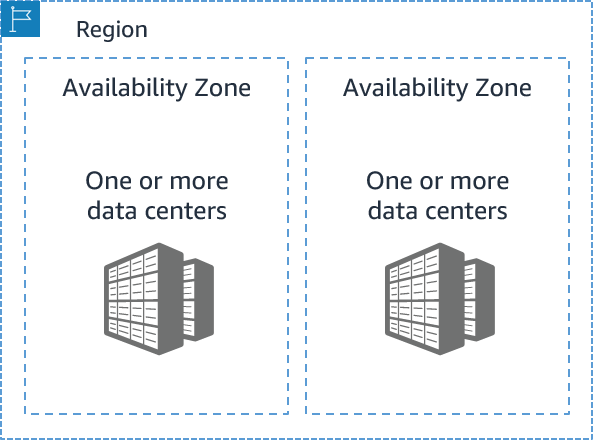 Region
Availability Zone
One or more
data centers
Availability Zone
One or more
data centers